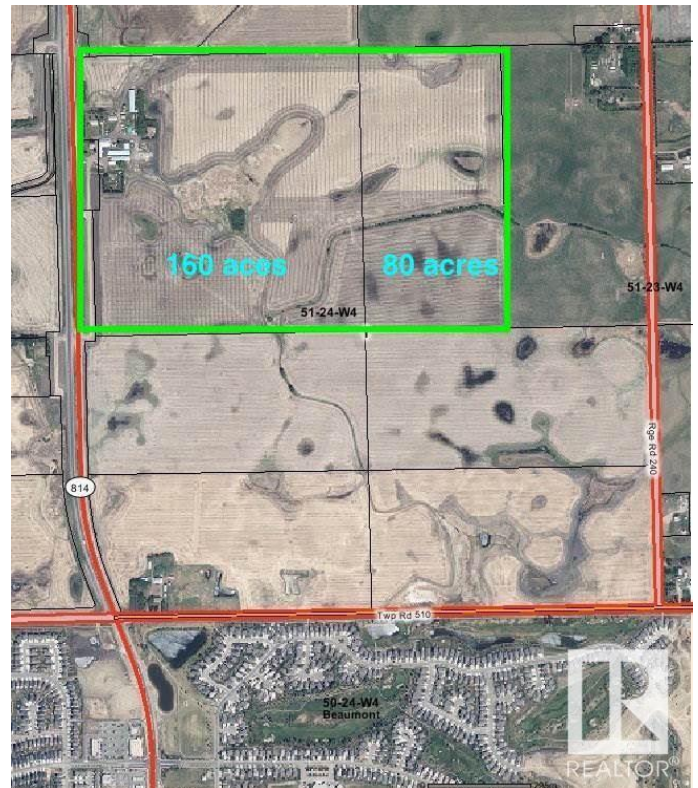 160 aces
80 acres
51-24-W4
51-23-W4
Rge Rd 240
814
Twp Rd 510
50-24-W4
Beaumont
REALTOR®